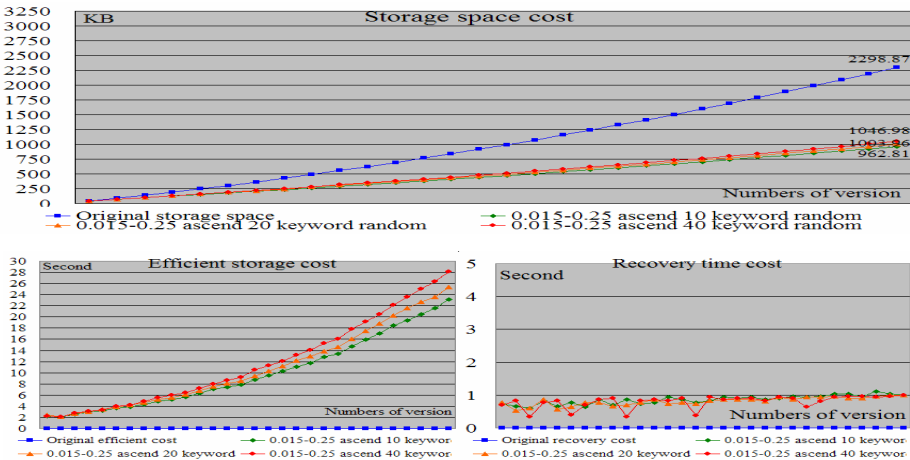 KB Storage space cost
3250
3000
2750
2500
2250
2000
1750
1500
1250
1000
750
500
250
0
2298.87
1046.98
962.81
Numbers of version
Original storage space
0.015-0.25 ascend 10 keyword random
0.015-0.25 ascend 20 keyword random
0.015-0.25 ascend 40 keyword random
Second Efficient storage cost
30
28
26
24
22
20
18
16
14
12
10
8
6
4
2
0
Numbers of version
Original efficient cost
0.015-0.25 ascend 10 keywor
0.015-0.25 ascend 20 keyword
0.015-0.25 ascend 40 keywor
Recovery time cost
Second
5
4
3
2
1
0
Numbers of version
Original recovery cost
0.015-0.25 ascend 10 keywor
0.015-0.25 ascend 20 keyword
0.015-0.25 ascend 40 keywor